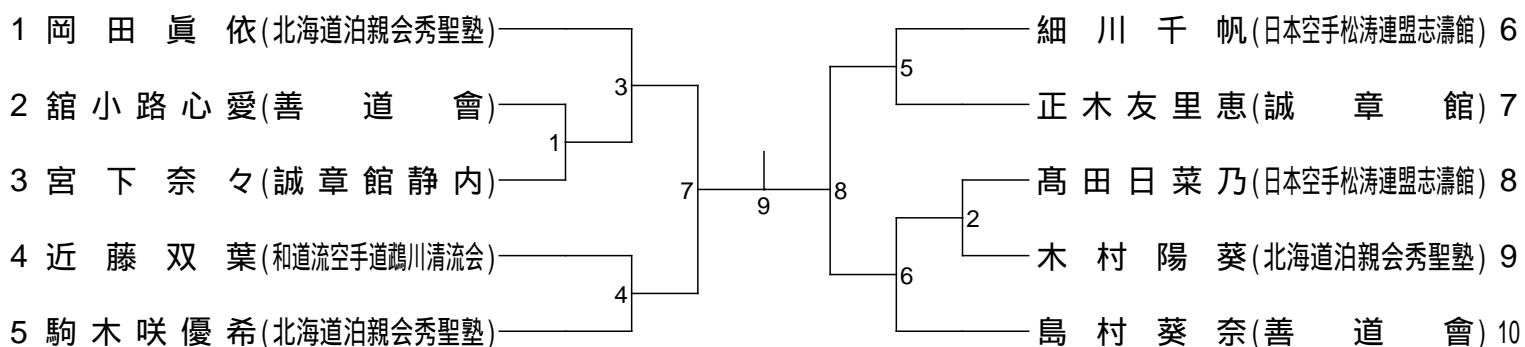 1 岡田眞依(北海道泊親会秀聖塾)
2 舘小路心愛(善道會)
3 宮下奈々(誠章館静内)
4 近藤双葉(和道流空手道鵡川清流会)
5 駒木咲優希(北海道泊親会秀聖塾)
3
1
7
4
9
細川千帆(日本空手松涛連盟志濤館) 6
正木友里恵(誠章館) 7
髙田日菜乃(日本空手松涛連盟志濤館) 8
木村陽葵(北海道泊親会秀聖塾) 9
島村葵奈(善道會) 10
5
8
2
6